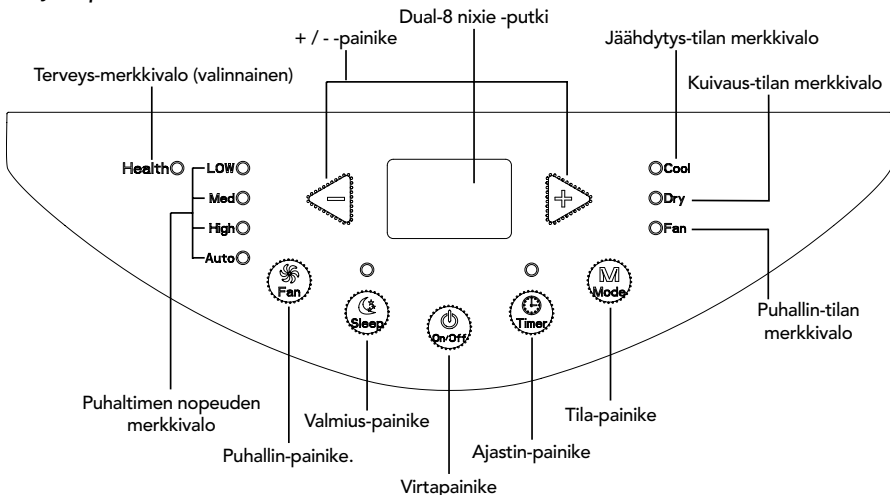 Dual-8 nixie -putki
+ / - -painike
Jäähdytys-tilan merkkivalo
Terveys-merkkivalo (valinnainen)
Kuivaus-tilan merkkivalo
Health
LOW
Med
High
Auto
−
+
Cool
Dry
Fan
Fan
Sleep
On/Off
Timer
M
Mode
Puhallin-tilan
merkkivalo
Puhaltimen nopeuden
merkkivalo
Valmius-painike
Tila-painike
Puhallin-painike.
Ajastin-painike
Virtapainike